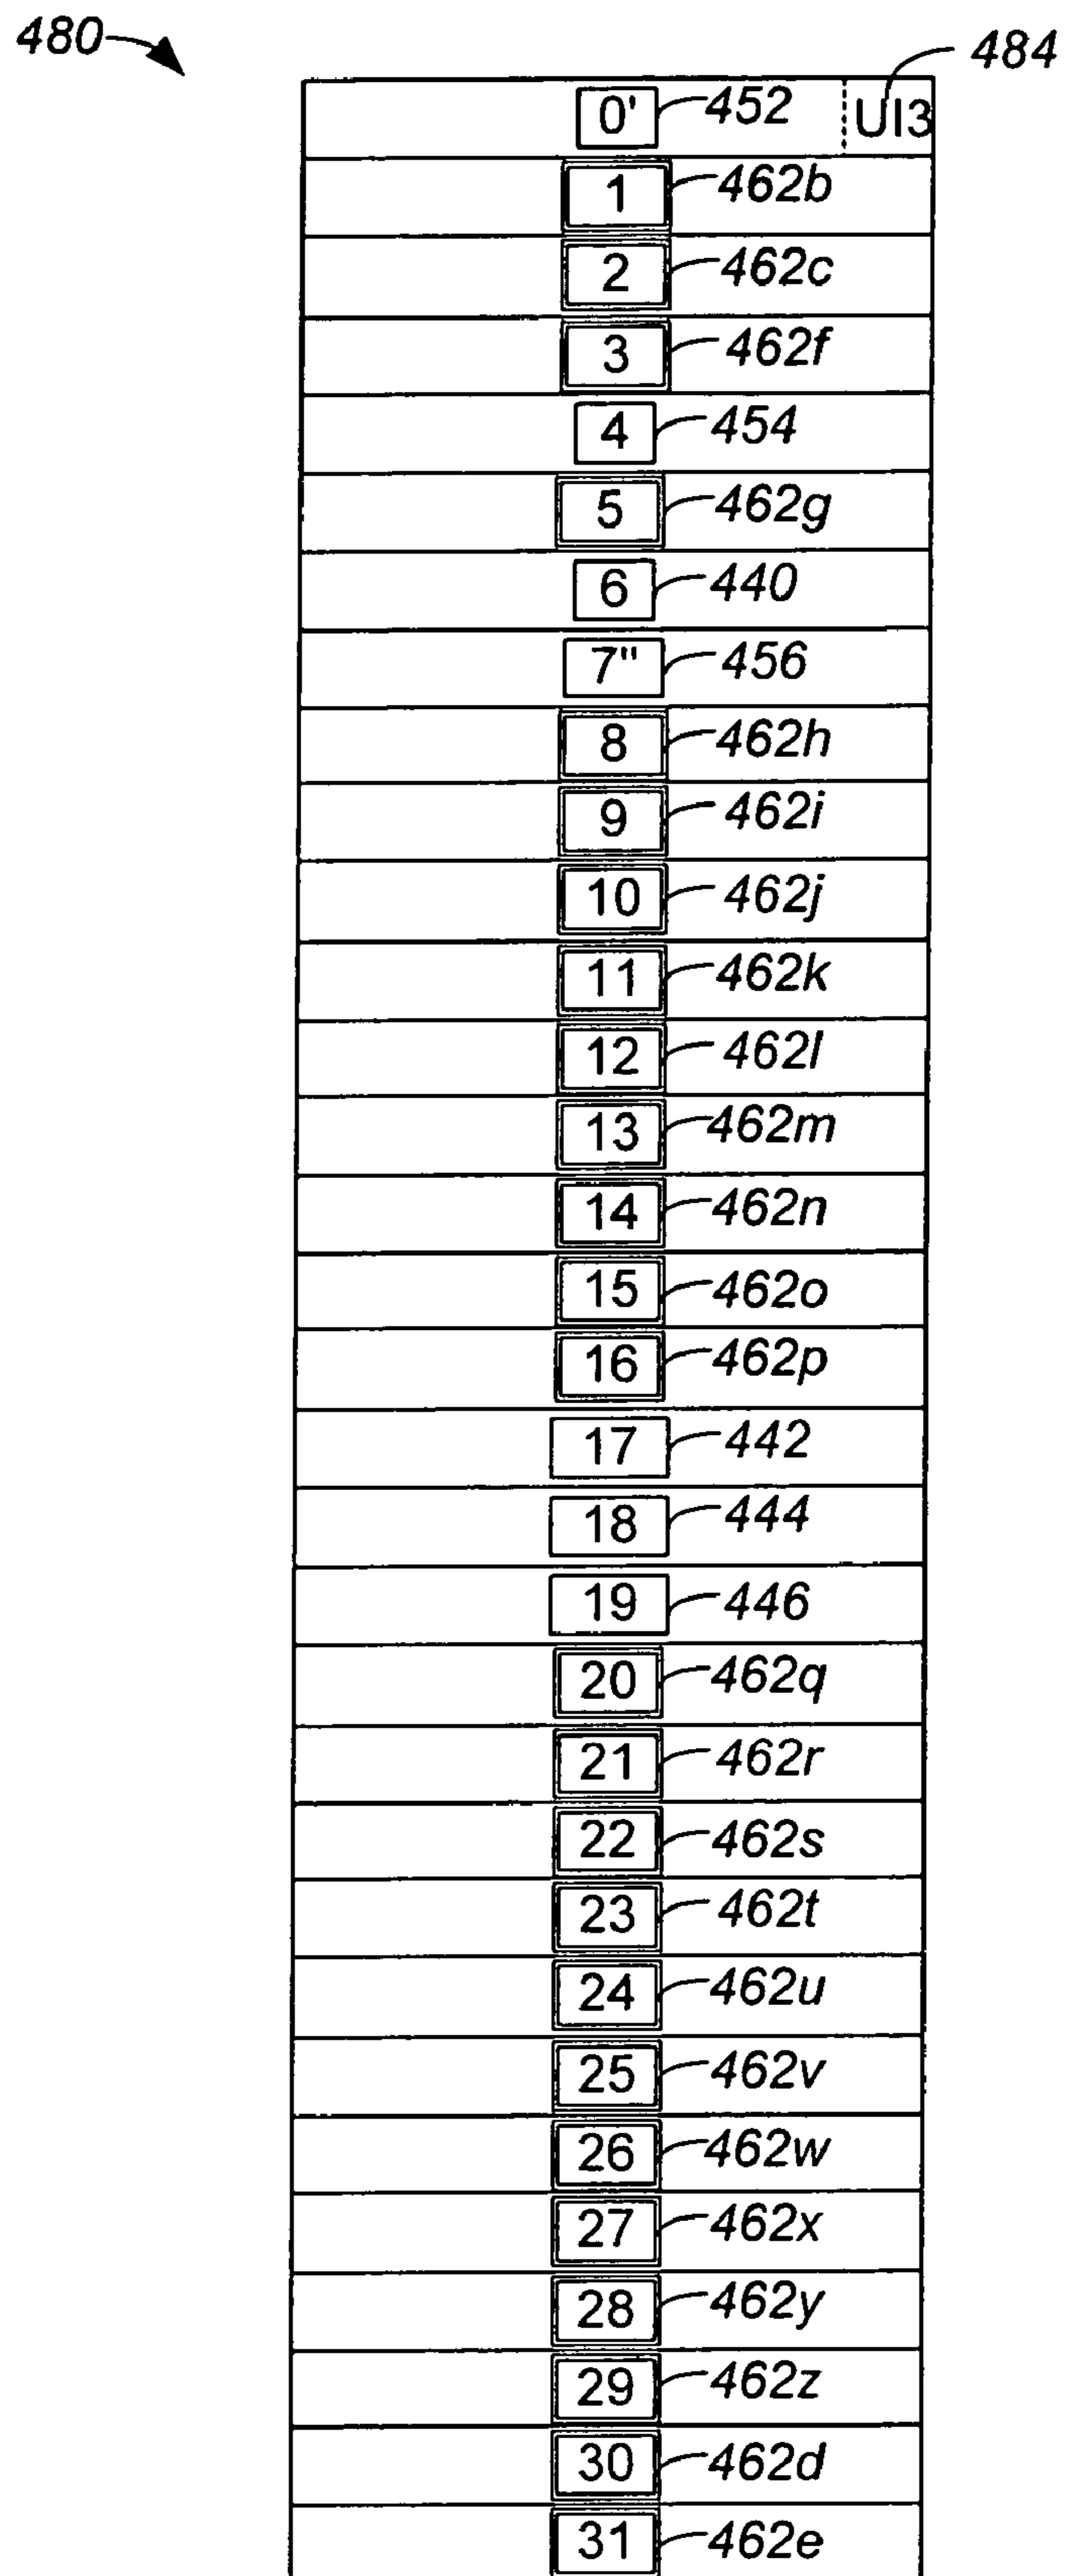 480 484
0' 452 UI3
1 462b
2 462c
3 462f
4 454
5 462g
6 440
7" 456
8 462h
9 462i
10 462j
11 462k
12 462l
13 462m
14 462n
15 462o
16 462p
17 442
18 444
19 446
20 462q
21 462r
22 462s
23 462t
24 462u
25 462v
26 462w
27 462x
28 462y
29 462z
30 462d
31 462e